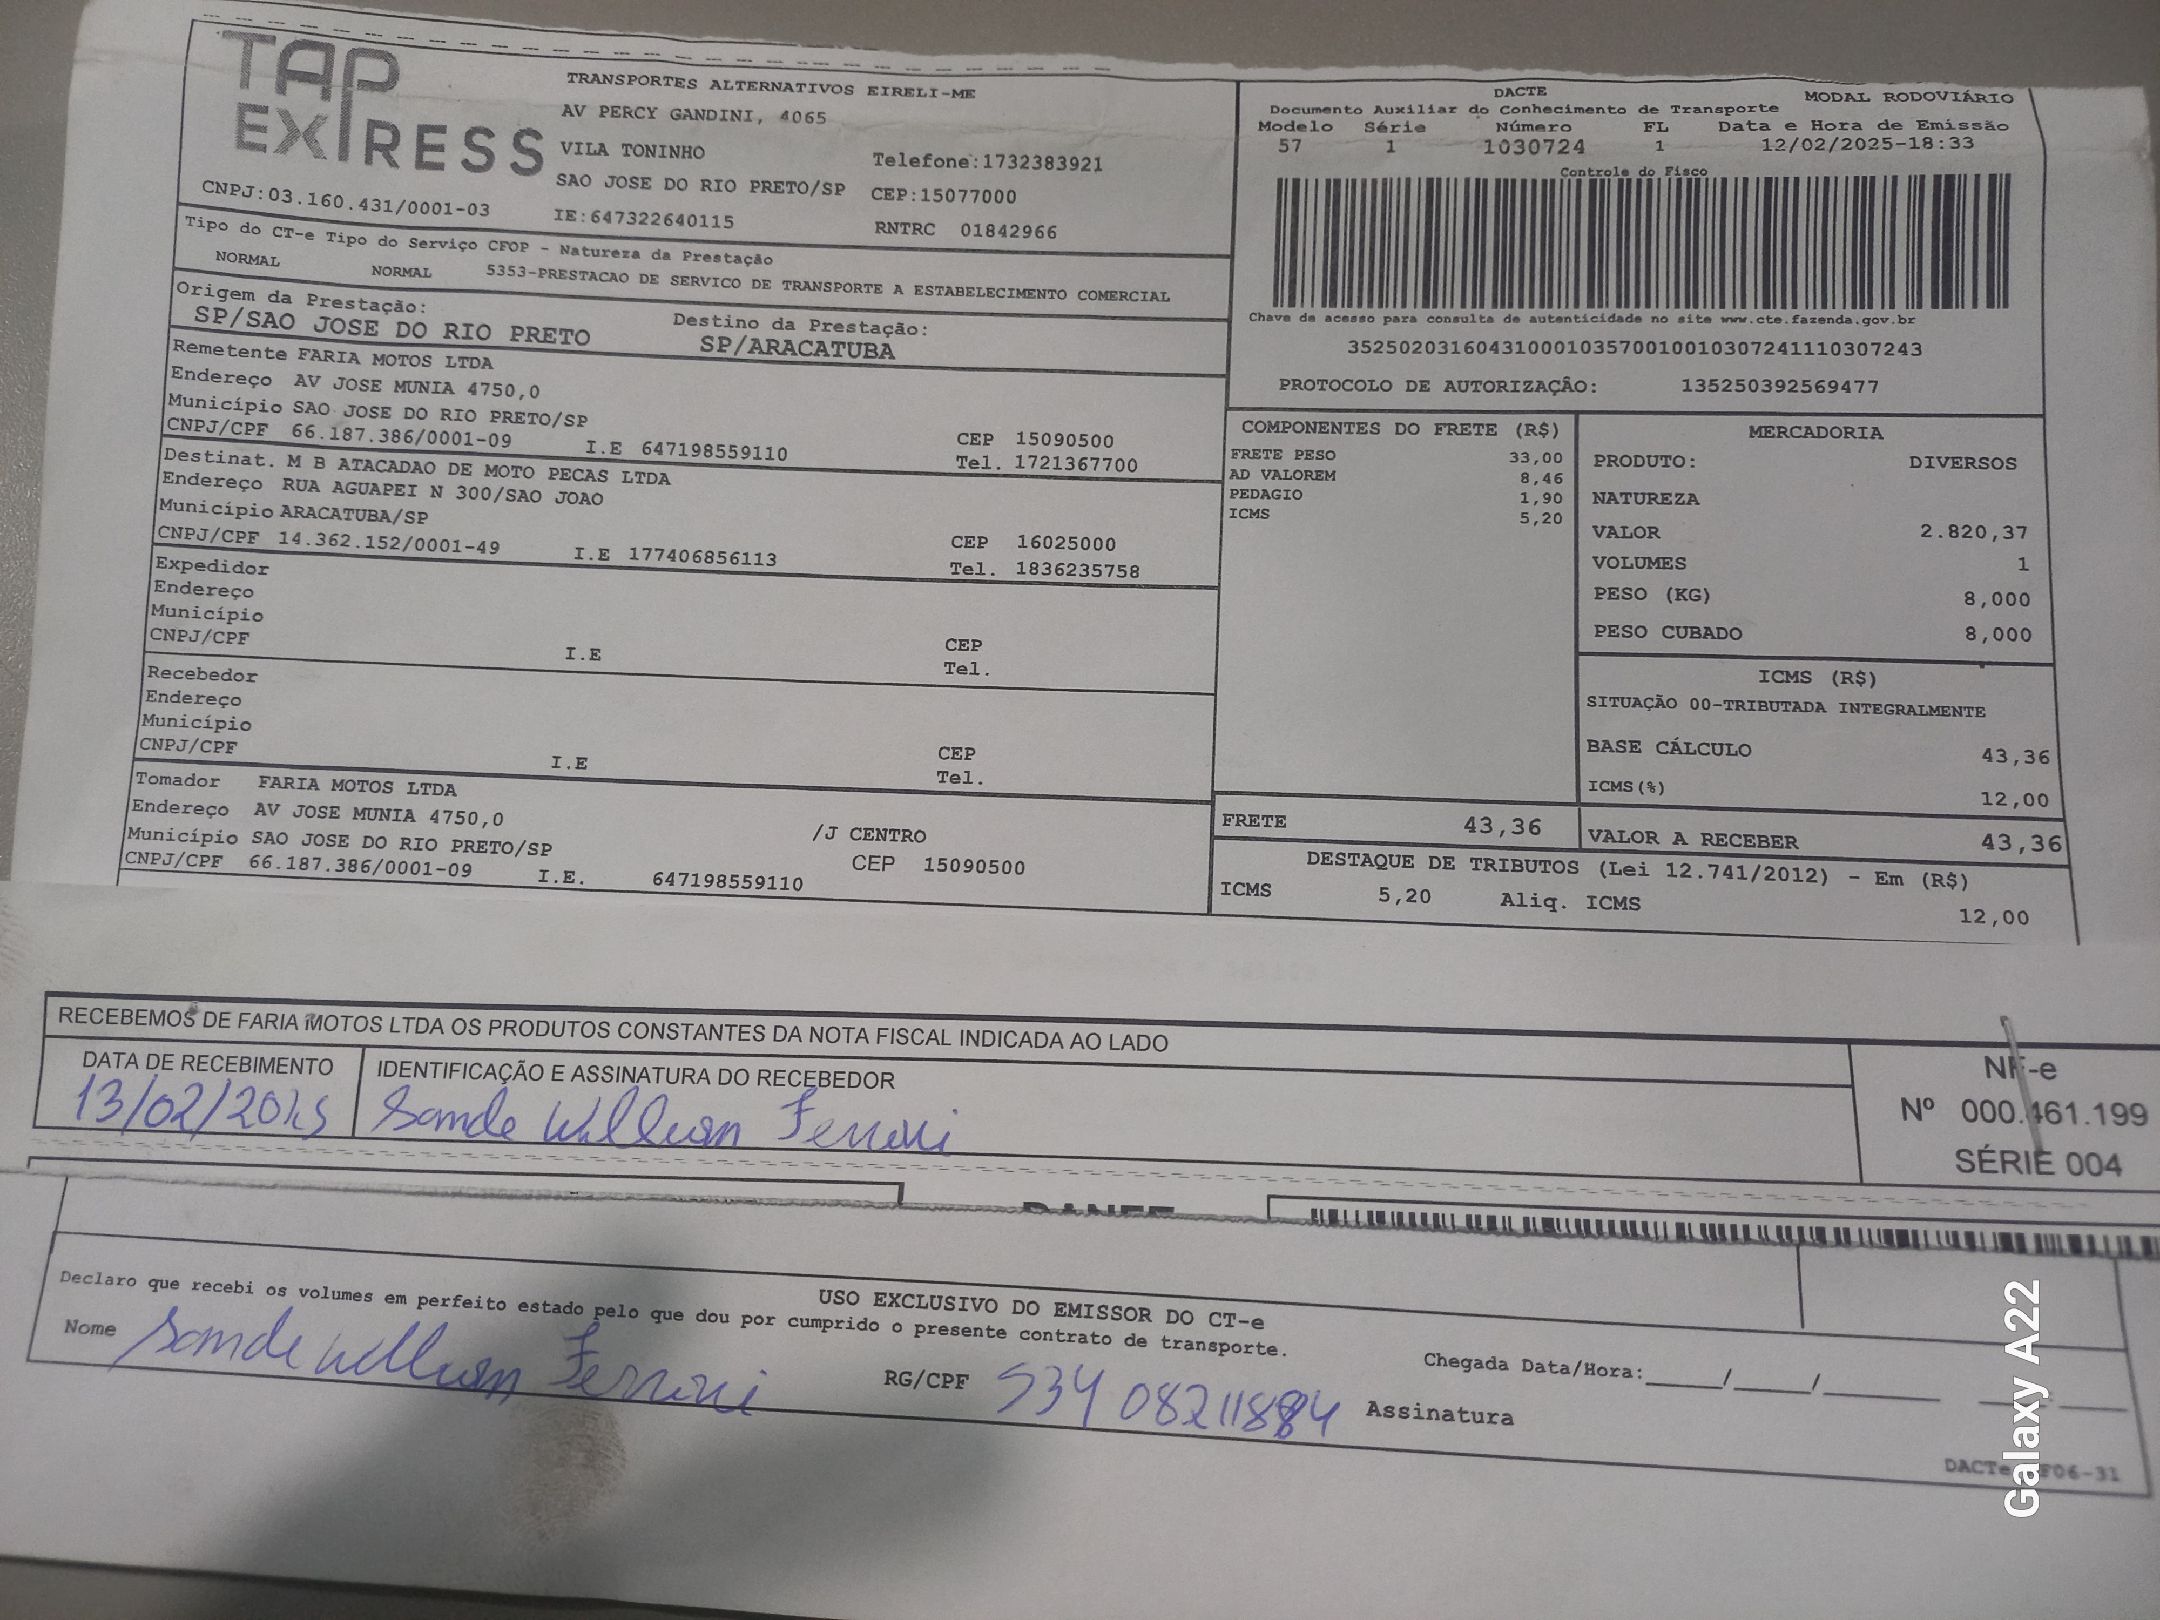 TAP
EXPRESS
TRANSPORTES ALTERNATIVOS EIRELI-ME
AV PERCY GANDINI, 4065
VILA TONINHO
Telefone:1732383921
SAO JOSE DO RIO PRETO/SP CEP:15077000
CNPJ:03.160.431/0001-03 IE:647322640115 RNTRC 01842966
DACTE MODAL RODOVIÁRIO
Documento Auxiliar do Conhecimento de Transporte
Modelo Série Número FL Data e Hora de Emissão
57 1 1030724 1 12/02/2025-18:33
Controle do Fisco
Chave de acesso para consulta de autenticidade no site www.cte.fazenda.gov.br
35250203160431000103570010010307241110307243
PROTOCOLO DE AUTORIZAÇÃO: 135250392569477
Tipo do CT-e Tipo do Serviço CFOP - Natureza da Prestação
NORMAL NORMAL 5353-PRESTACAO DE SERVICO DE TRANSPORTE A ESTABELECIMENTO COMERCIAL
Origem da Prestação: Destino da Prestação:
SP/SAO JOSE DO RIO PRETO SP/ARACATUBA
Remetente FARIA MOTOS LTDA
Endereço AV JOSE MUNIA 4750,0
Município SAO JOSE DO RIO PRETO/SP CEP 15090500
CNPJ/CPF 66.187.386/0001-09 I.E 647198559110 Tel. 1721367700
Destinat. M B ATACADAO DE MOTO PECAS LTDA
Endereço RUA AGUAPEI N 300/SAO JOAO
Município ARACATUBA/SP CEP 16025000
CNPJ/CPF 14.362.152/0001-49 I.E 177406856113 Tel. 1836235758
Expedidor
Endereço
Município CEP
CNPJ/CPF I.E Tel.
Recebedor
Endereço
Município CEP
CNPJ/CPF I.E Tel.
Tomador FARIA MOTOS LTDA
Endereço AV JOSE MUNIA 4750,0 /J CENTRO
Município SAO JOSE DO RIO PRETO/SP CEP 15090500
CNPJ/CPF 66.187.386/0001-09 I.E. 647198559110
COMPONENTES DO FRETE (R$)
FRETE PESO 33,00
AD VALOREM 8,46
PEDAGIO 1,90
ICMS 5,20
MERCADORIA
PRODUTO: DIVERSOS
NATUREZA
VALOR 2.820,37
VOLUMES 1
PESO (KG) 8,000
PESO CUBADO 8,000
ICMS (R$)
SITUAÇÃO 00-TRIBUTADA INTEGRALMENTE
BASE CÁLCULO 43,36
ICMS(%) 12,00
FRETE 43,36 VALOR A RECEBER 43,36
DESTAQUE DE TRIBUTOS (Lei 12.741/2012) - Em (R$)
ICMS 5,20 Aliq. ICMS 12,00
RECEBEMOS DE FARIA MOTOS LTDA OS PRODUTOS CONSTANTES DA NOTA FISCAL INDICADA AO LADO
DATA DE RECEBIMENTO IDENTIFICAÇÃO E ASSINATURA DO RECEBEDOR
13/02/2025 Sande Willian Ferrari
NF-e
Nº 000.461.199
SÉRIE 004
USO EXCLUSIVO DO EMISSOR DO CT-e
Declaro que recebi os volumes em perfeito estado pelo que dou por cumprido o presente contrato de transporte.
Nome Sande Willian Ferrari RG/CPF 534 08211884 Assinatura
Chegada Data/Hora:____/____/______
Galaxy A22